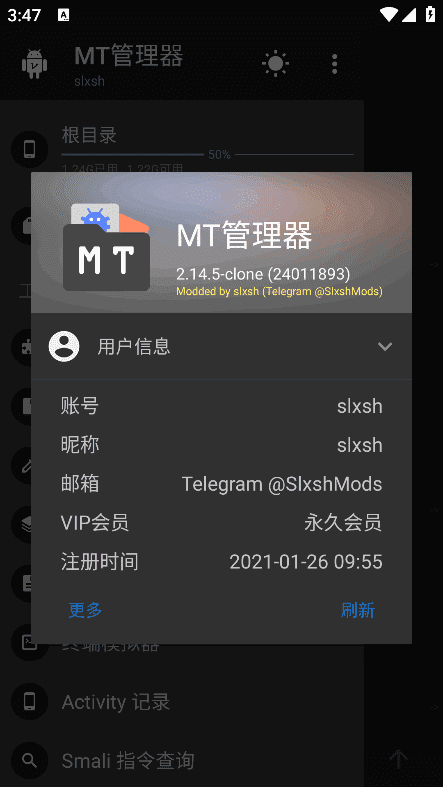 3:47
A
MT管理器
slxsh
根目录
50%
1.24G已用, 1.22G可用
MT
MT管理器
2.14.5-clone (24011893)
Modded by slxsh (Telegram @SlxshMods)
用户信息
账号 slxsh
昵称 slxsh
邮箱 Telegram @SlxshMods
VIP会员 永久会员
注册时间 2021-01-26 09:55
更多 刷新
终端模拟器
Activity 记录
Smali 指令查询